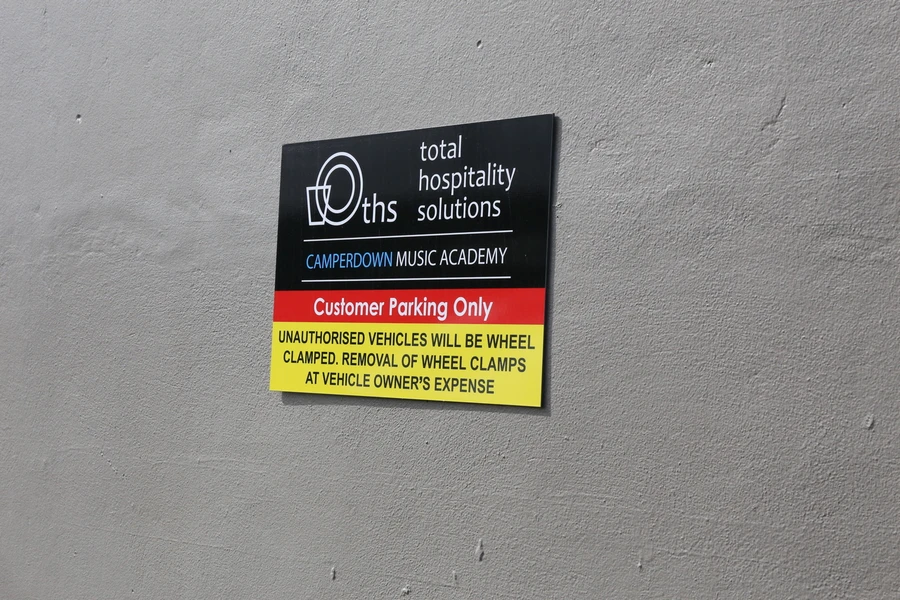 ths
total
hospitality
solutions
CAMPERDOWN MUSIC ACADEMY
Customer Parking Only
UNAUTHORISED VEHICLES WILL BE WHEEL
CLAMPED. REMOVAL OF WHEEL CLAMPS
AT VEHICLE OWNER'S EXPENSE